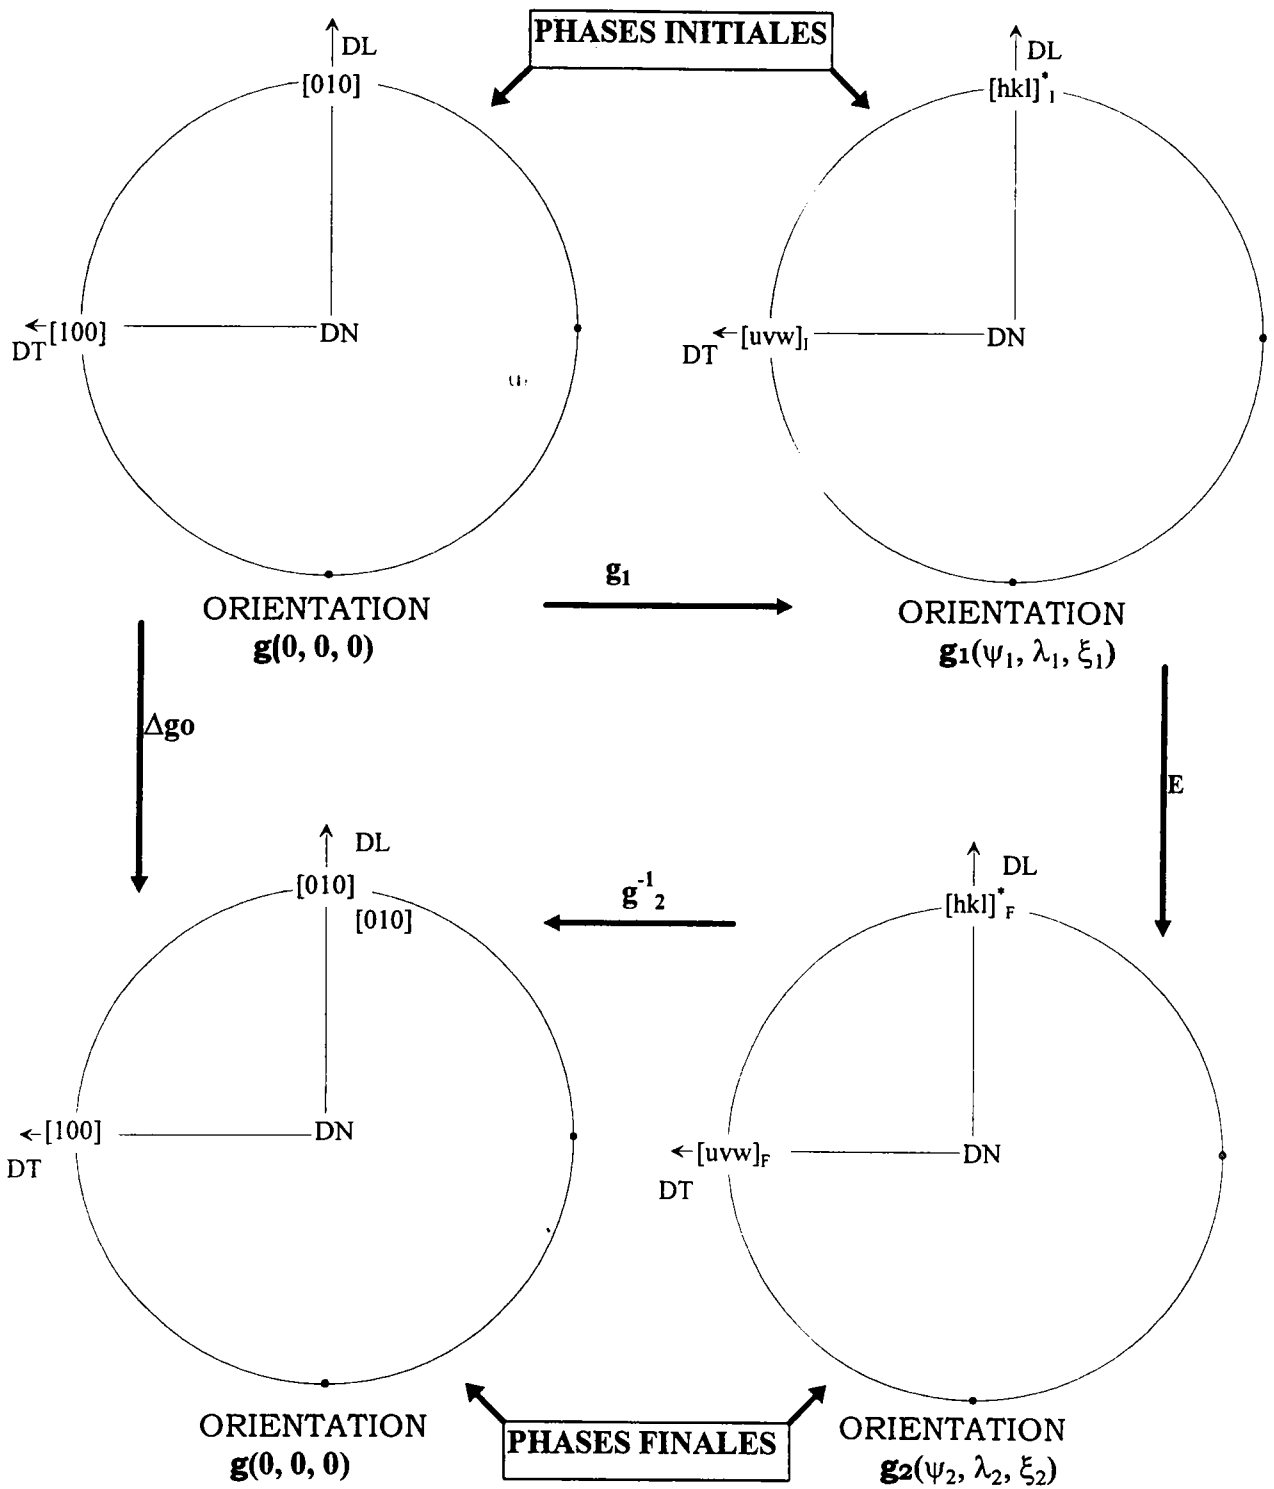 PHASES INITIALES
DL
[010]
[100]
DT
DN
ORIENTATION
g(0, 0, 0)
DL
[hkl]*I
[uvw]I
DT
DN
ORIENTATION
g1(ψ1, λ1, ξ1)
g1
Δgo
E
g-12
DL
[010]
[010]
[100]
DT
DN
ORIENTATION
g(0, 0, 0)
DL
[hkl]*F
[uvw]F
DT
DN
ORIENTATION
g2(ψ2, λ2, ξ2)
PHASES FINALES